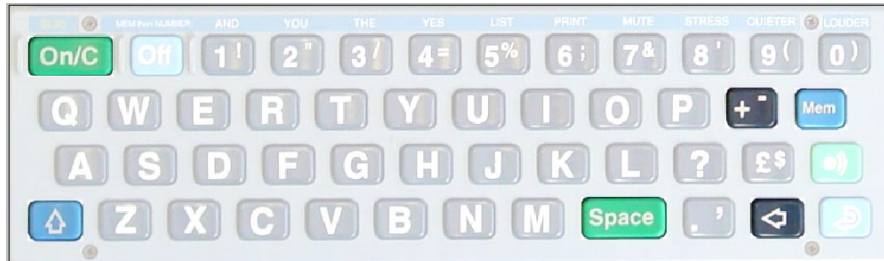 MEM Part NUMBER AND YOU THE YES LIST PRINT MUTE STRESS QUIETER LOUDER
On/C Off 1 ! 2 " 3 / 4 = 5 % 6 ; 7 & 8 ' 9 ( 0 )
Q W E R T Y U I O P + - Mem
A S D F G H J K L ? £ $
Z X C V B N M Space . '